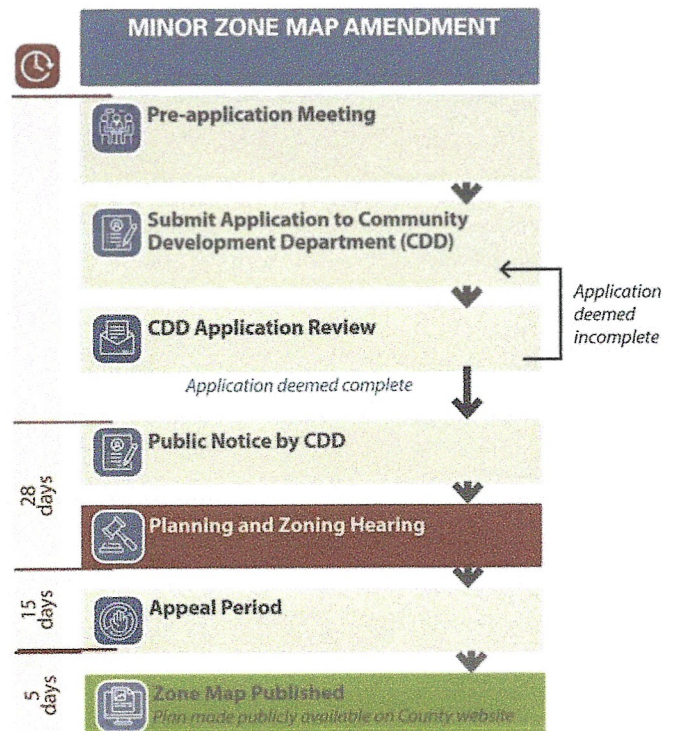 MINOR ZONE MAP AMENDMENT
Pre-application Meeting
Submit Application to Community
Development Department (CDD)
Application
deemed
incomplete
CDD Application Review
Application deemed complete
28
days
Public Notice by CDD
Planning and Zoning Hearing
15
days
Appeal Period
5
days
Zone Map Published
Plan made publicly available on County website